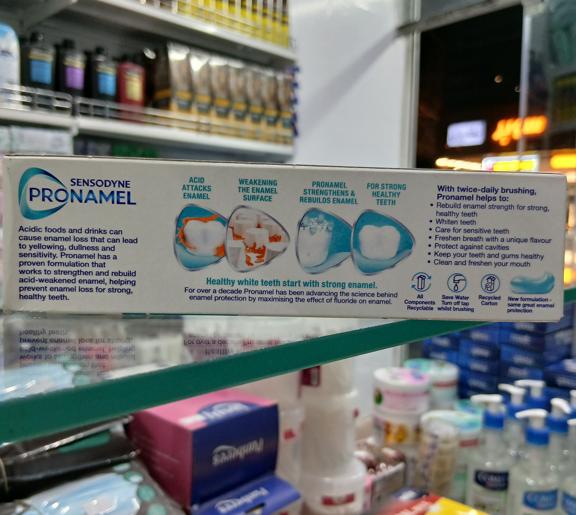 SENSODYNE
PRONAMEL
Acidic foods and drinks can
cause enamel loss that can lead
to yellowing, dullness and
sensitivity. Pronamel has a
proven formulation that
works to strengthen and rebuild
acid-weakened enamel, helping
prevent enamel loss for strong,
healthy teeth.
ACID
ATTACKS
ENAMEL
WEAKENING
THE ENAMEL
SURFACE
PRONAMEL
STRENGTHENS &
REBUILDS ENAMEL
FOR STRONG
HEALTHY
TEETH
Healthy white teeth start with strong enamel.
For over a decade Pronamel has been advancing the science behind
enamel protection by maximising the effect of fluoride on enamel.
With twice-daily brushing,
Pronamel helps to:
• Rebuild enamel strength for strong,
healthy teeth
• Whiten teeth
• Care for sensitive teeth
• Freshen breath with a unique flavour
• Protect against cavities
• Keep your teeth and gums healthy
• Clean and freshen your mouth
All
Components
Recyclable
Save Water
Turn off tap
whilst brushing
Recycled
Carton
New formulation -
same great enamel
protection